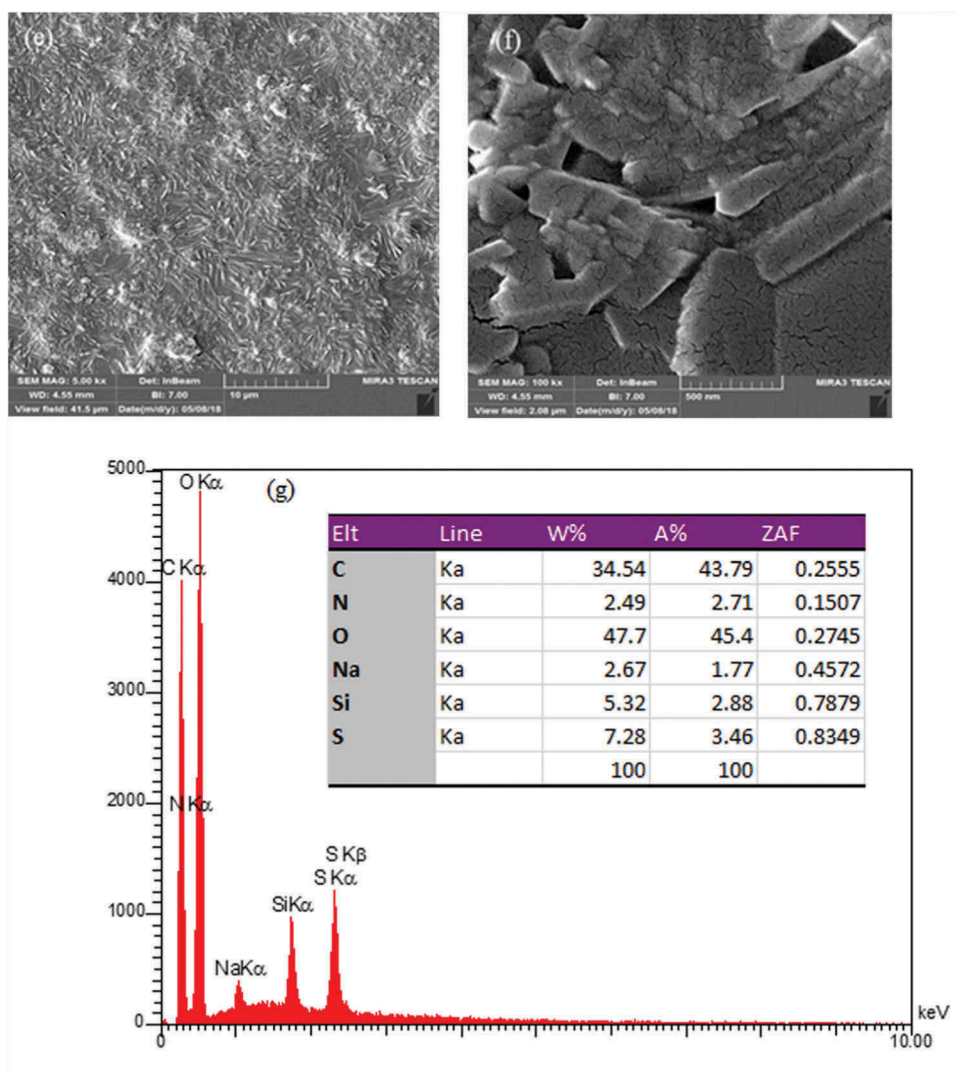 (e)
SEM MAG: 5.00 kx Det: InBeam MIRA3 TESCAN
WD: 4.55 mm BI: 7.00 10 µm
View field: 41.5 µm Date(m/d/y): 05/08/18
(f)
SEM MAG: 100 kx Det: InBeam MIRA3 TESCAN
WD: 4.55 mm BI: 7.00 500 nm
View field: 2.08 µm Date(m/d/y): 05/08/18
(g)
5000
4000
3000
2000
1000
0
O Kα
C Kα
N Kα
NaKα
SiKα
S Kβ
S Kα
Elt Line W% A% ZAF
C Ka 34.54 43.79 0.2555
N Ka 2.49 2.71 0.1507
O Ka 47.7 45.4 0.2745
Na Ka 2.67 1.77 0.4572
Si Ka 5.32 2.88 0.7879
S Ka 7.28 3.46 0.8349
100 100
0 10.00 keV